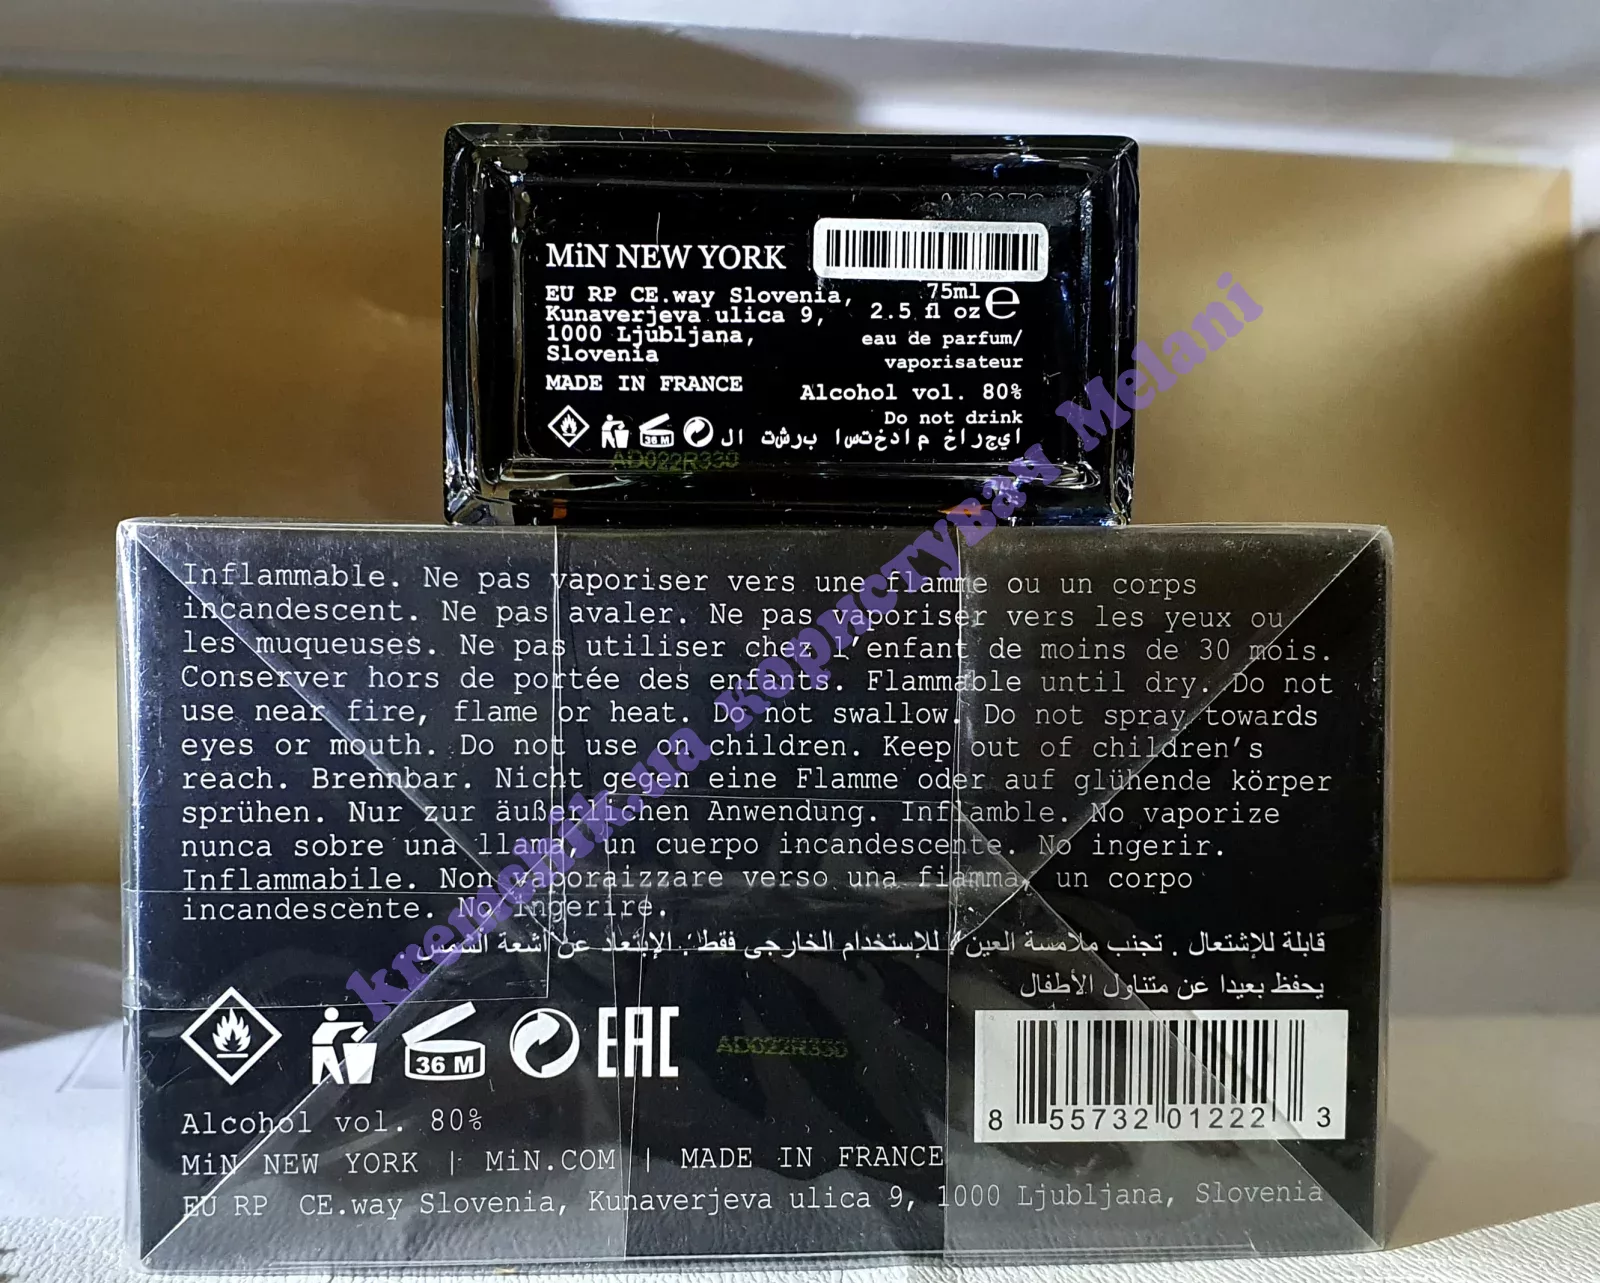 MiN NEW YORK
EU RP CE.way Slovenia,
Kunaverjeva ulica 9,
1000 Ljubljana,
Slovenia
MADE IN FRANCE
75ml e
2.5 fl oz
eau de parfum/
vaporisateur
Alcohol vol. 80%
Do not drink
ا ي ج ر ا خ م ا د خ ت س ا ب ر ش ت ا ل
36 M
AD022R330
Inflammable. Ne pas vaporiser vers une flamme ou un corps
incandescent. Ne pas avaler. Ne pas vaporiser vers les yeux ou
les muqueuses. Ne pas utiliser chez l’enfant de moins de 30 mois.
Conserver hors de portée des enfants. Flammable until dry. Do not
use near fire, flame or heat. Do not swallow. Do not spray towards
eyes or mouth. Do not use on children. Keep out of children’s
reach. Brennbar. Nicht gegen eine Flamme oder auf glühende körper
sprühen. Nur zur äußerlichen Anwendung. Inflamble. No vaporize
nunca sobre una llama, un cuerpo incandescente. No ingerir.
Inflammabile. Non vaboraizzare verso una fiamma, un corpo
incandescente. No ingerire.
قابلة للإشتعال . تجنب ملامسة العين / للإستخدام الخارجى فقط . الإبتعاد عن أشعة الشمس
يحفظ بعيدا عن متناول الأطفال
36 M
EAC
AD022R330
8 55732 01222 3
Alcohol vol. 80%
MiN NEW YORK | MiN.COM | MADE IN FRANCE
EU RP CE.way Slovenia, Kunaverjeva ulica 9, 1000 Ljubljana, Slovenia
kremchik.ua користувач Melani